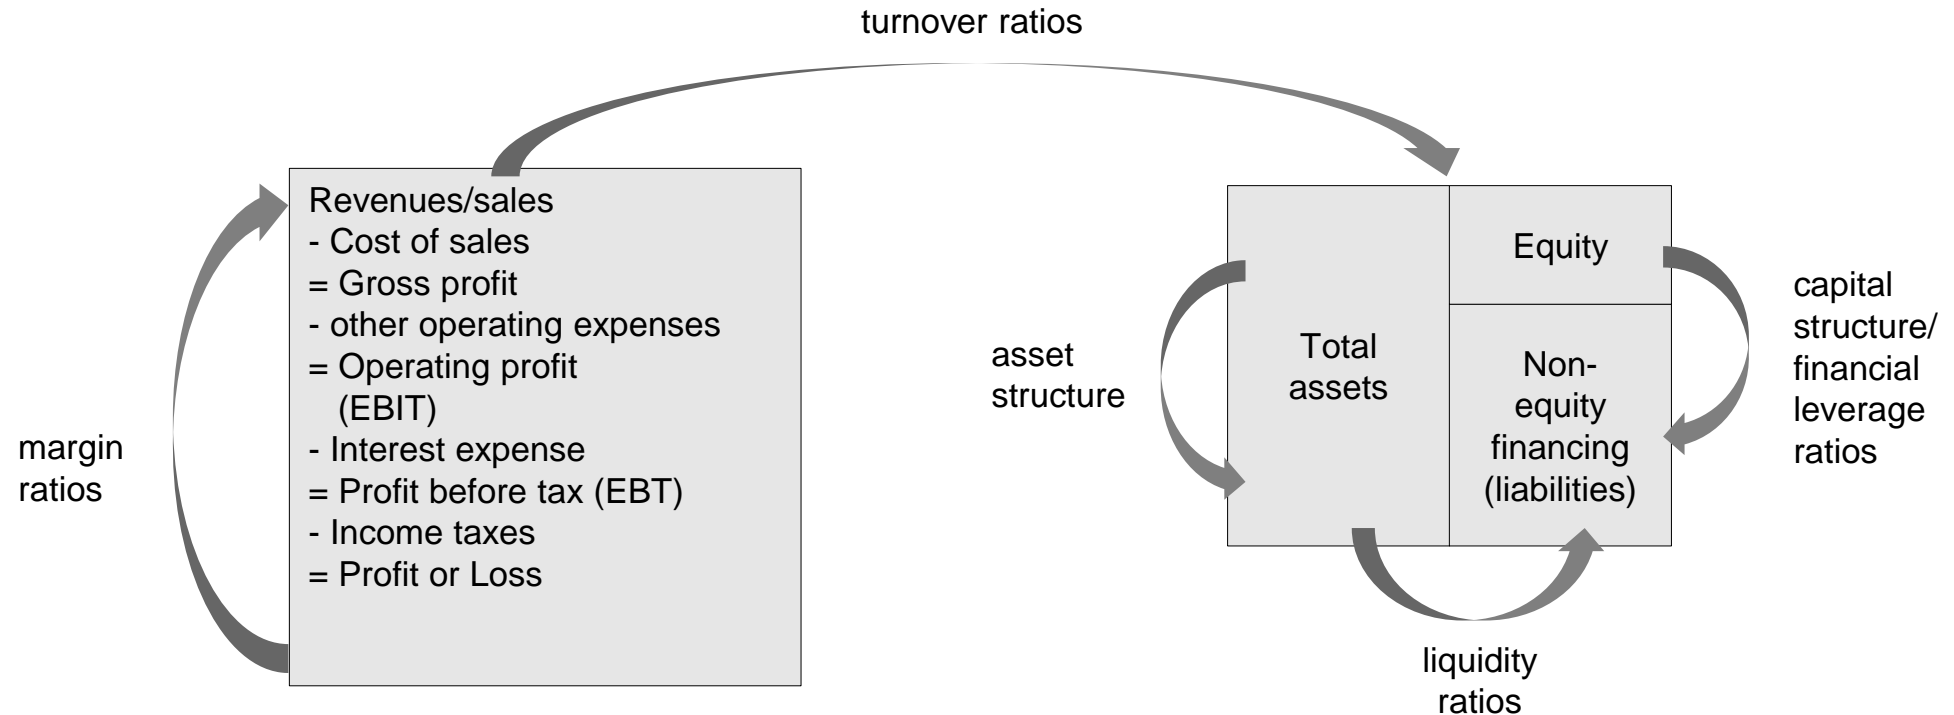 turnover ratios
Revenues/sales
- Cost of sales
= Gross profit
- other operating expenses
= Operating profit
(EBIT)
- Interest expense
= Profit before tax (EBT)
- Income taxes
= Profit or Loss
margin
ratios
asset
structure
Total
assets
Equity
Non-
equity
financing
(liabilities)
capital
structure/
financial
leverage
ratios
liquidity
ratios